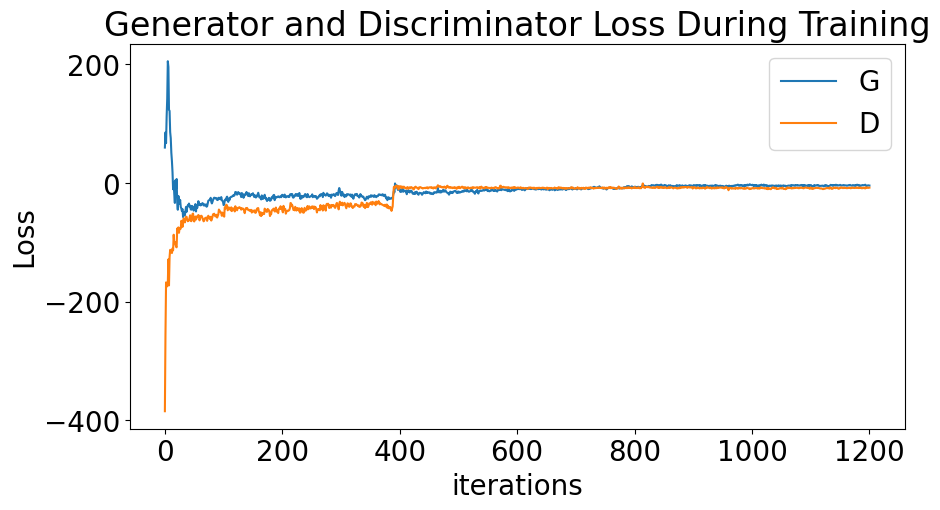 Generator and Discriminator Loss During Training
G
D
200
0
−200
−400
Loss
0 200 400 600 800 1000 1200
iterations